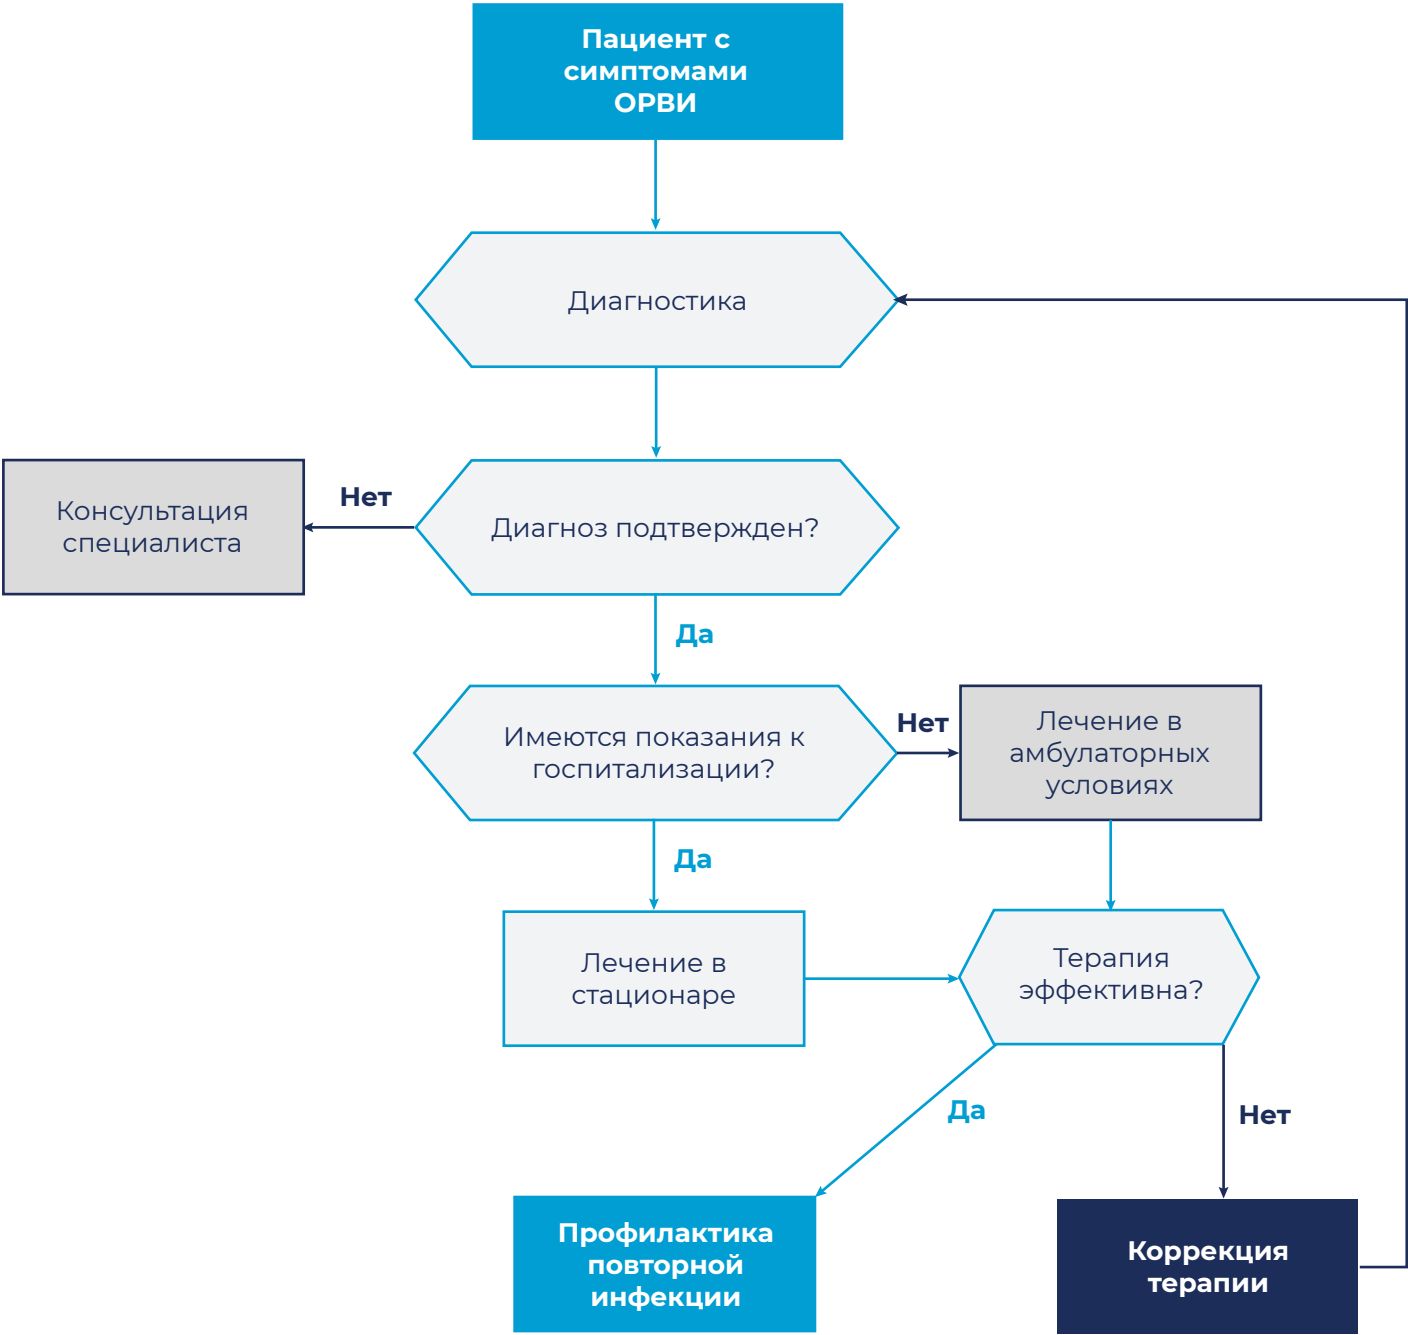 Пациент с
симптомами
ОРВИ
Диагностика
Консультация
специалиста
Нет
Диагноз подтвержден?
Да
Имеются показания к
госпитализации?
Нет
Лечение в
амбулаторных
условиях
Да
Лечение в
стационаре
Терапия
эффективна?
Да
Нет
Профилактика
повторной
инфекции
Коррекция
терапии